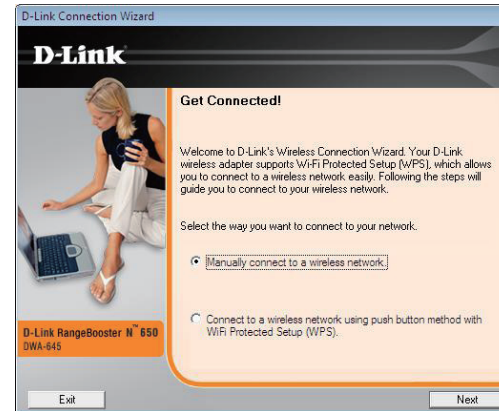 D-Link Connection Wizard
D-Link
Get Connected!
Welcome to D-Link's Wireless Connection Wizard. Your D-Link
wireless adapter supports Wi-Fi Protected Setup (WPS), which allows
you to connect to a wireless network easily. Following the steps will
guide you to connect to your wireless network.
Select the way you want to connect to your network.
Manually connect to a wireless network.
Connect to a wireless network using push button method with
WiFi Protected Setup (WPS).
D-Link RangeBooster N™ 650
DWA-645
Exit
Next